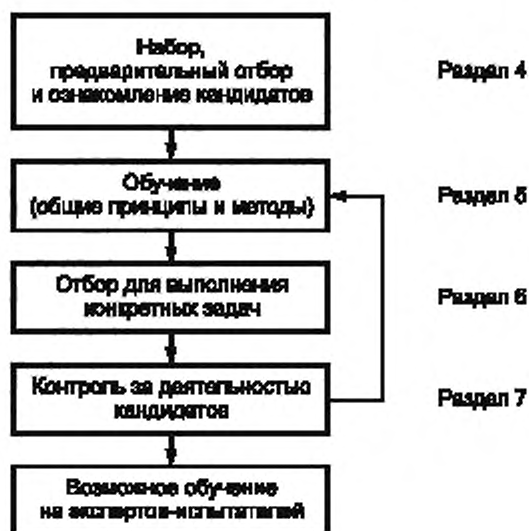 Набор,
предварительный отбор
и ознакомление кандидатов
Раздел 4
Обучение
(общие принципы и методы)
Раздел 5
Отбор для выполнения
конкретных задач
Раздел 6
Контроль за деятельностью
кандидатов
Раздел 7
Возможное обучение
на экспертов-испытателей